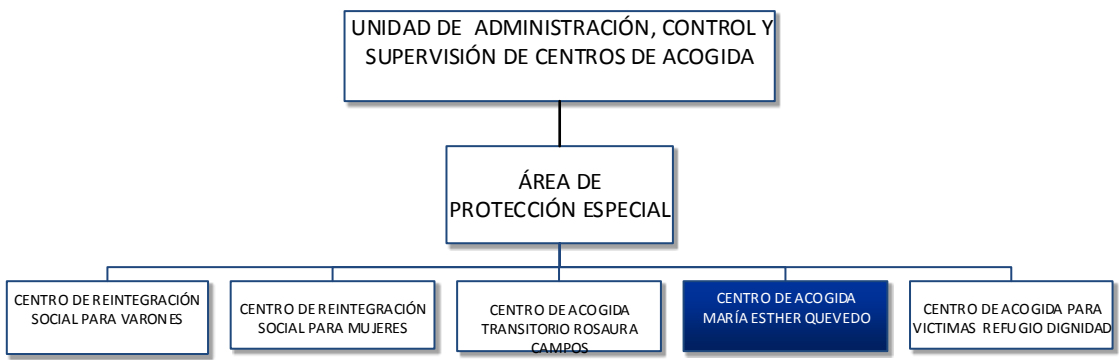 UNIDAD DE ADMINISTRACIÓN, CONTROL Y
SUPERVISIÓN DE CENTROS DE ACOGIDA
ÁREA DE
PROTECCIÓN ESPECIAL
CENTRO DE REINTEGRACIÓN
SOCIAL PARA VARONES
CENTRO DE REINTEGRACIÓN
SOCIAL PARA MUJERES
CENTRO DE ACOGIDA
TRANSITORIO ROSAURA
CAMPOS
CENTRO DE ACOGIDA
MARÍA ESTHER QUEVEDO
CENTRO DE ACOGIDA PARA
VICTIMAS REFUGIO DIGNIDAD